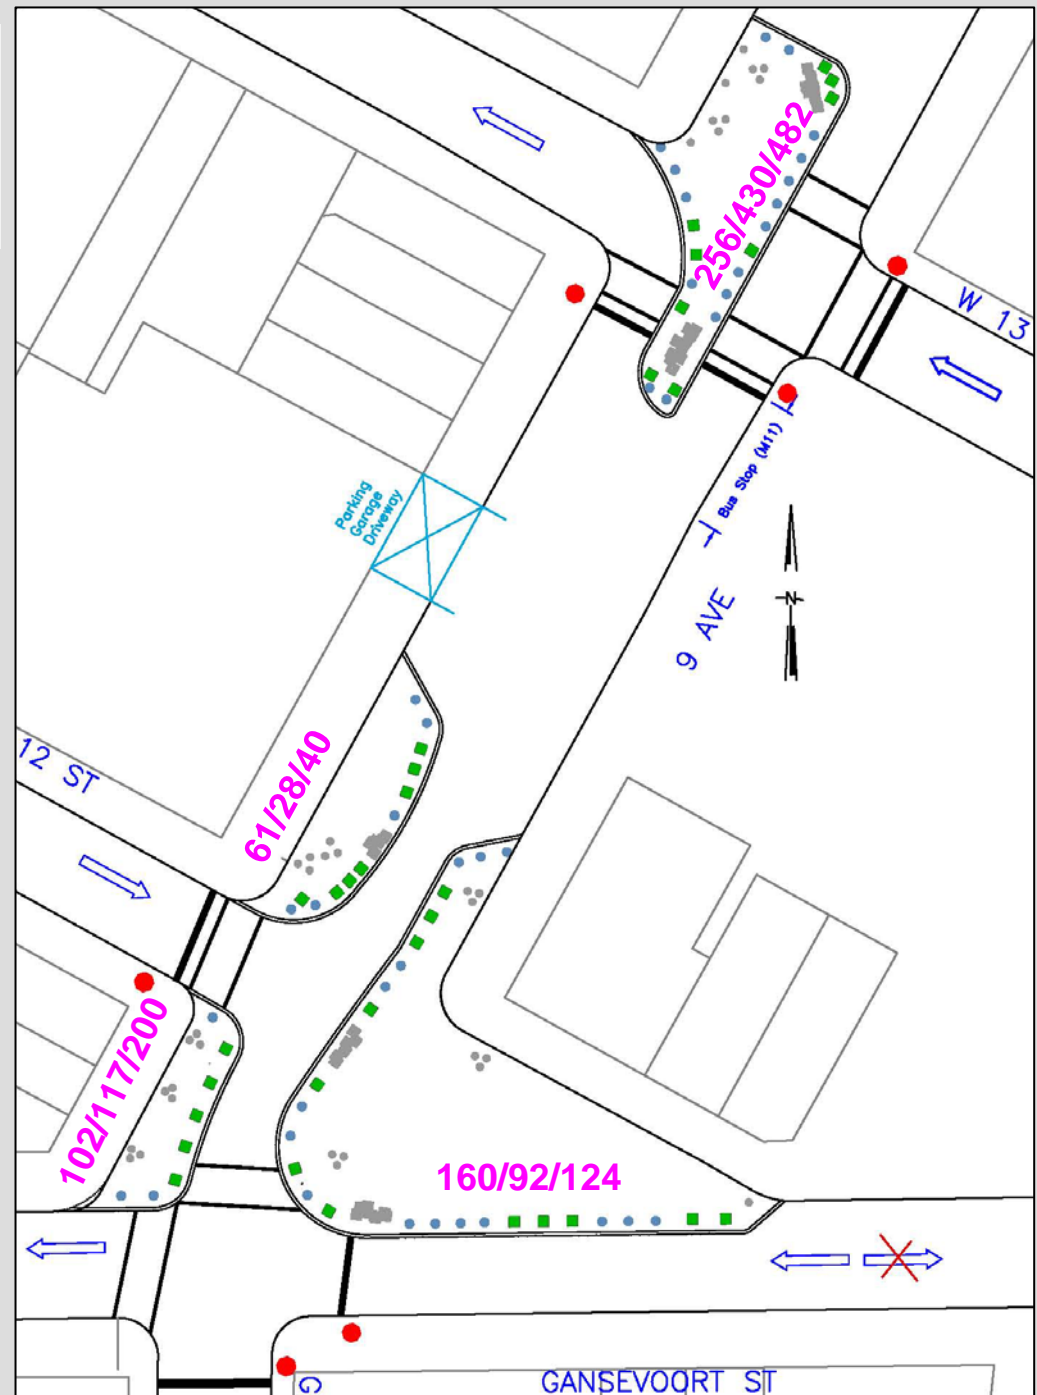 256/430/482
W 13
Bus Stop (M11)
Parking
Garage
Driveway
N
9 AVE
12 ST
61/28/40
102/117/200
160/92/124
GANSEVOORT ST
G